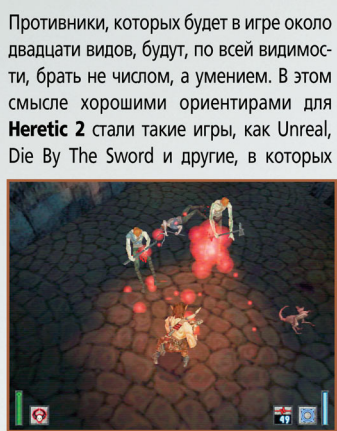 Противники, которых будет в игре около
двадцати видов, будут, по всей видимос-
ти, брать не числом, а умением. В этом
смысле хорошими ориентирами для
Heretic 2 стали такие игры, как Unreal,
Die By The Sword и другие, в которых
49